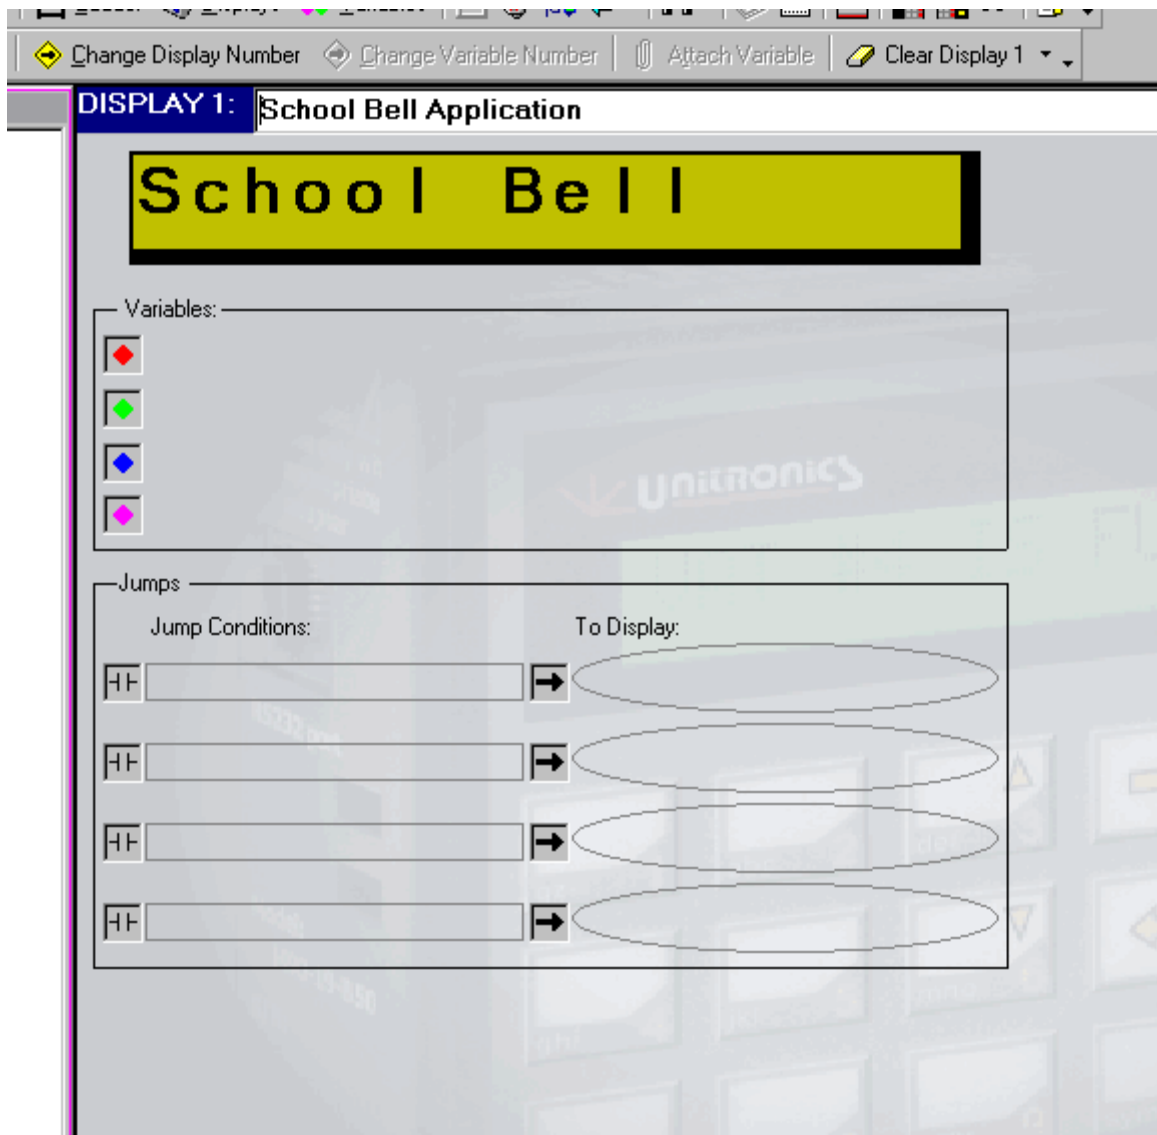 Change Display Number Change Variable Number Attach Variable Clear Display 1
DISPLAY 1: School Bell Application
School Bell
Variables:
Unitronics
Jumps
Jump Conditions: To Display: